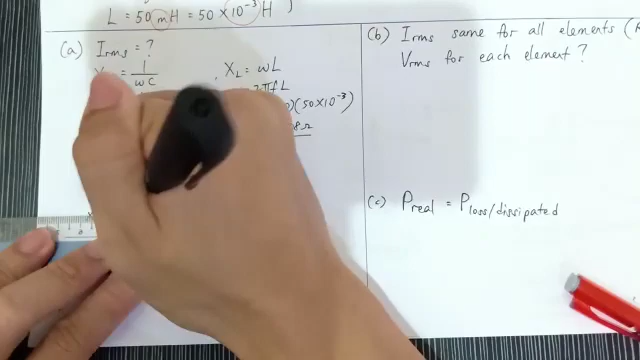 L = 50 mH = 50 × 10⁻³ H
(a) Irms = ?
1
ωC
, XL = ωL
2πfL
)(50×10⁻³)
8Ω
(b) Irms same for all elements (
Vrms for each element ?
(c) Preal = Ploss/dissipated